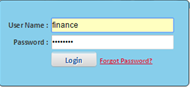 User Name : finance
Password : ••••••••
Login Forgot Password?